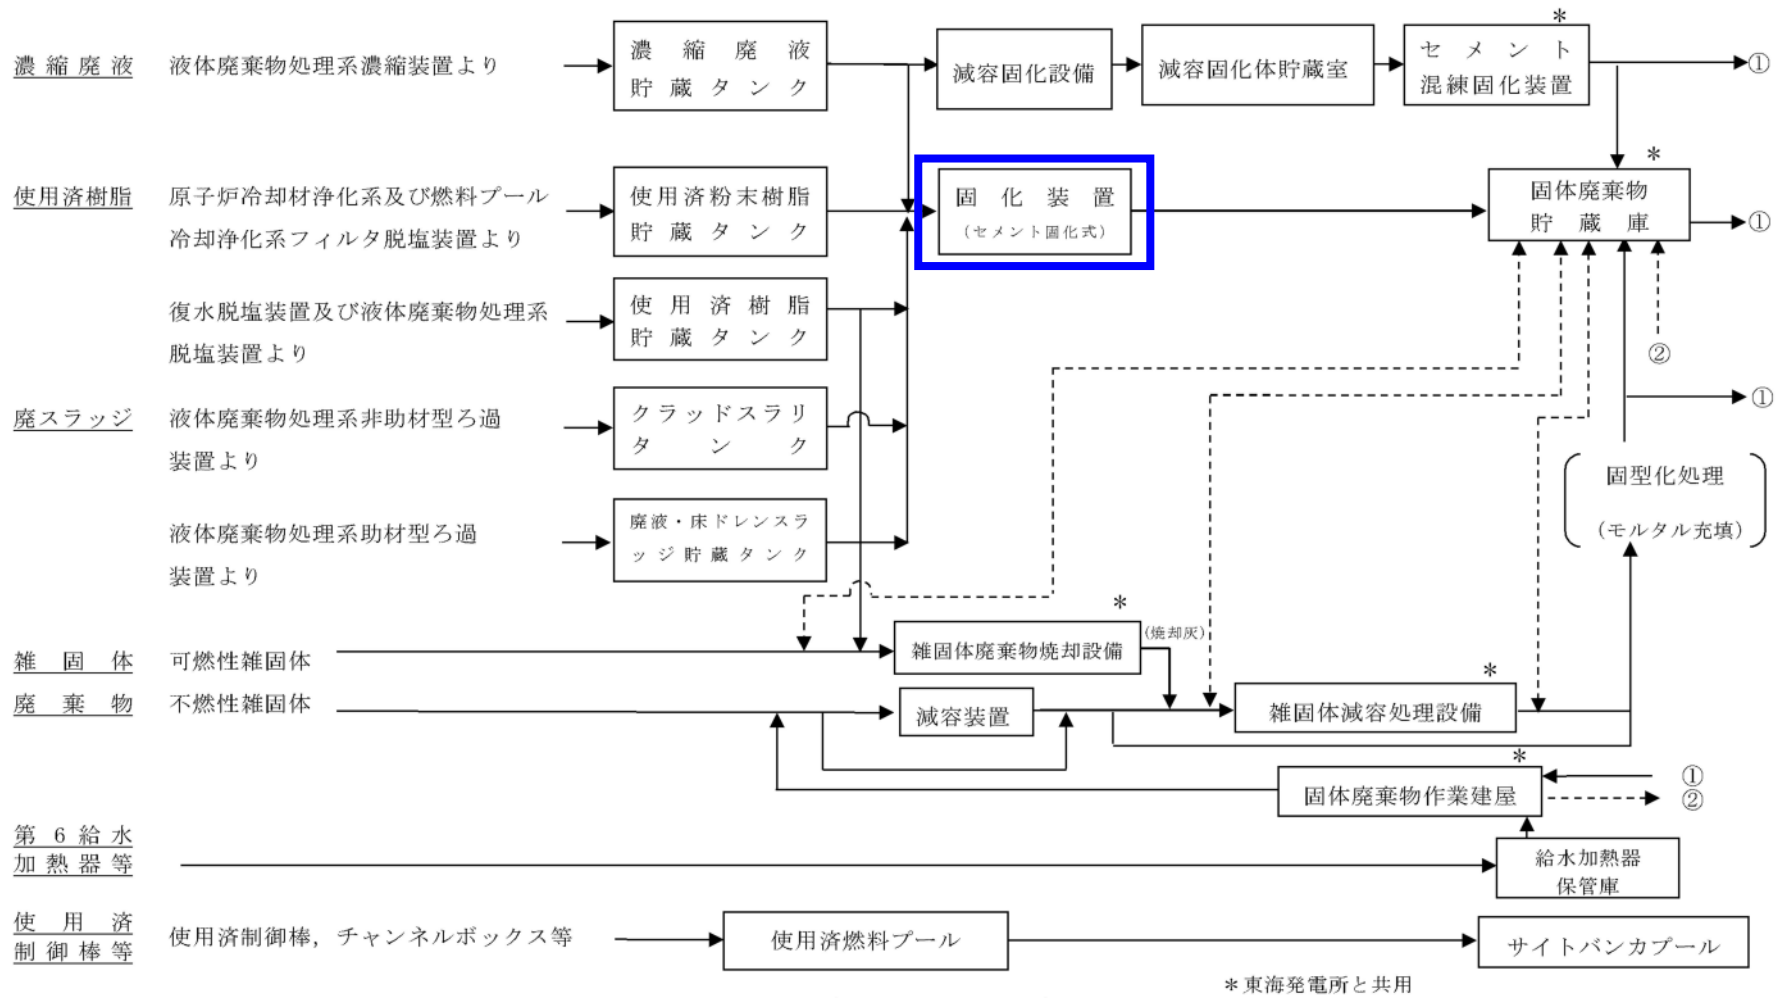 濃縮廃液 液体廃棄物処理系濃縮装置より
濃縮廃液
貯蔵タンク
減容固化設備
減容固化体貯蔵室
*
セメント
混練固化装置
①
使用済樹脂 原子炉冷却材浄化系及び燃料プール
冷却浄化系フィルタ脱塩装置より
使用済粉末樹脂
貯蔵タンク
固化装置
(セメント固化式)
*
固体廃棄物
貯蔵庫
①
復水脱塩装置及び液体廃棄物処理系
脱塩装置より
使用済樹脂
貯蔵タンク
②
①
廃スラッジ 液体廃棄物処理系非助材型ろ過
装置より
クラッドスラリ
タンク
固型化処理
(モルタル充填)
液体廃棄物処理系助材型ろ過
装置より
廃液・床ドレンスラ
ッジ貯蔵タンク
雑固体 可燃性雑固体
*
雑固体廃棄物焼却設備
(焼却灰)
廃棄物 不燃性雑固体
減容装置
*
雑固体減容処理設備
*
固体廃棄物作業建屋
①
②
第6給水
加熱器等
給水加熱器
保管庫
使用済
制御棒等
使用済制御棒，チャンネルボックス等
使用済燃料プール
サイトバンカプール
*東海発電所と共用